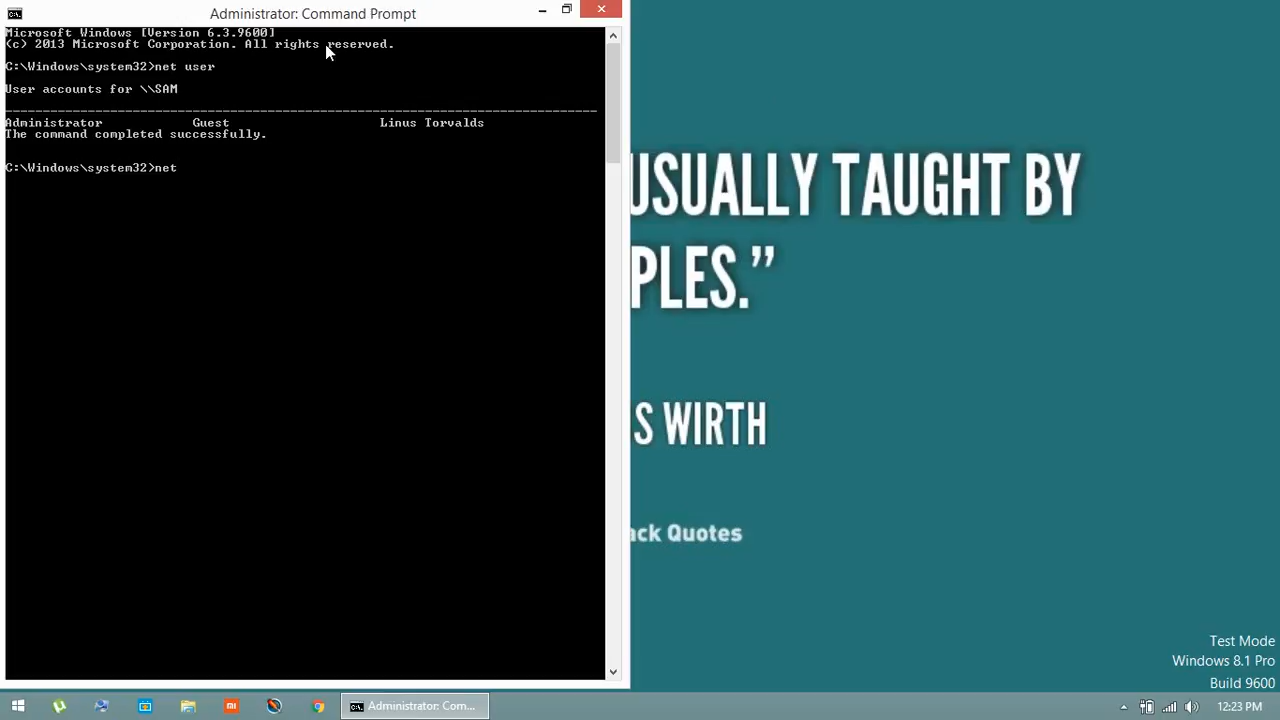 Administrator: Command Prompt
Microsoft Windows [Version 6.3.9600]
(c) 2013 Microsoft Corporation. All rights reserved.
C:\Windows\system32>net user
User accounts for \\SAM
-------------------------------------------------------------------------------
Administrator Guest Linus Torvalds
The command completed successfully.
C:\Windows\system32>net
USUALLY TAUGHT BY
PLES.”
S WIRTH
ack Quotes
Test Mode
Windows 8.1 Pro
Build 9600
Administrator: Com...
12:23 PM